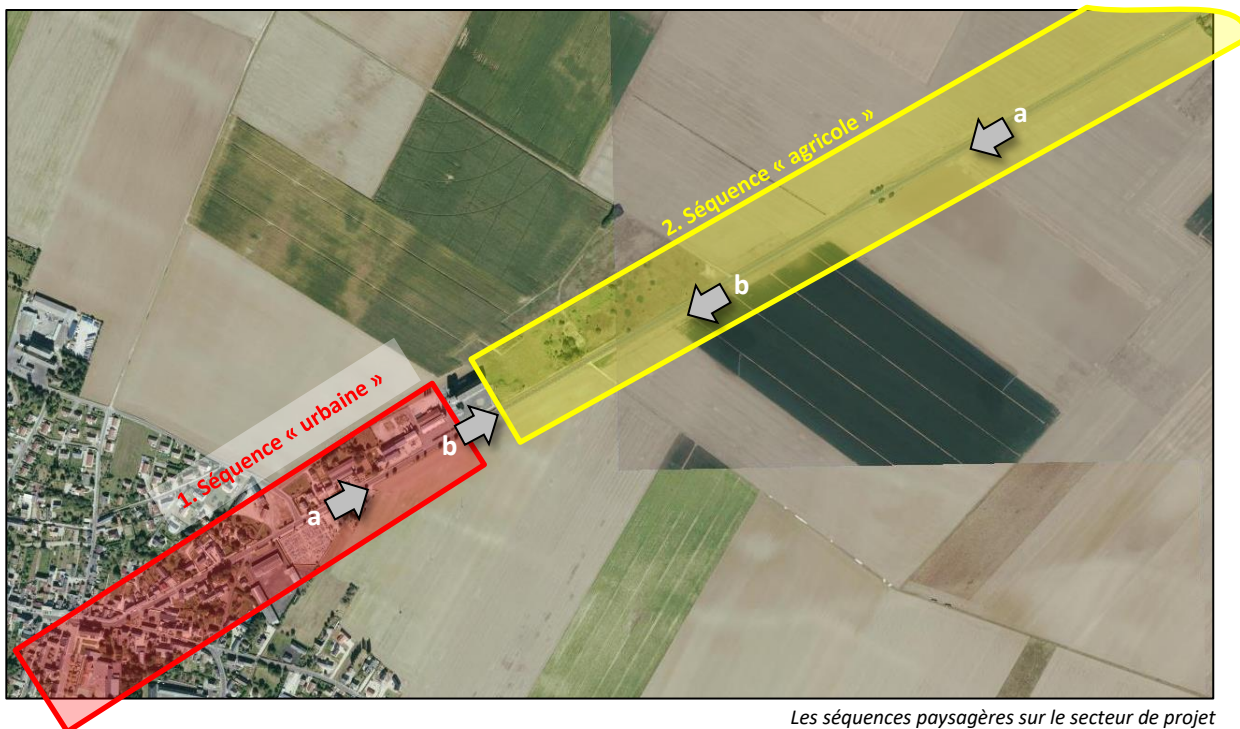 a
2. Séquence « agricole »
b
1. Séquence « urbaine »
b
a
Les séquences paysagères sur le secteur de projet